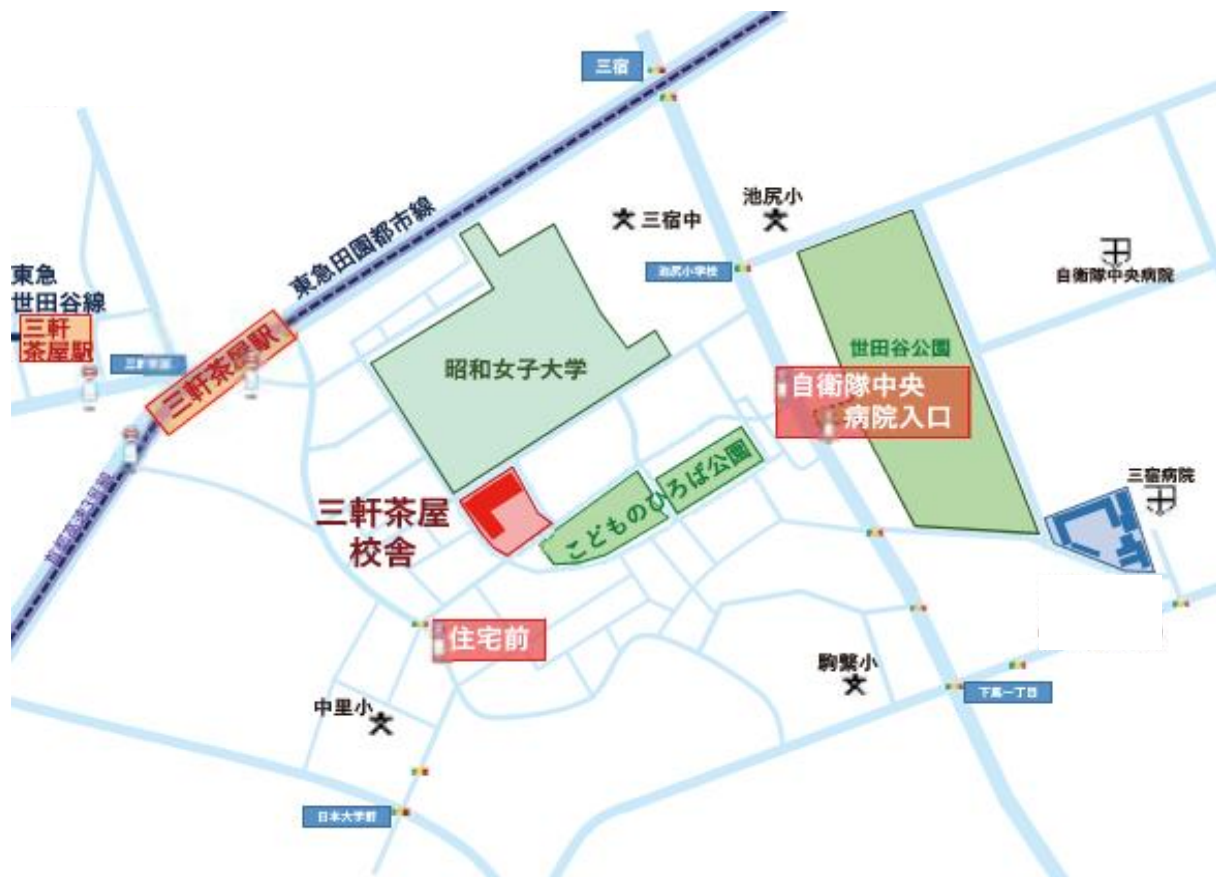 三宿
池尻小
三宿中
自衛隊中央病院
東急田園都市線
池尻小学校
東急
世田谷線
三軒
茶屋駅
三軒茶屋駅
昭和女子大学
世田谷公園
自衛隊中央
病院入口
こどものひろば公園
三宿病院
三軒茶屋
校舎
住宅前
駒繋小
下馬一丁目
中里小
日本大学前